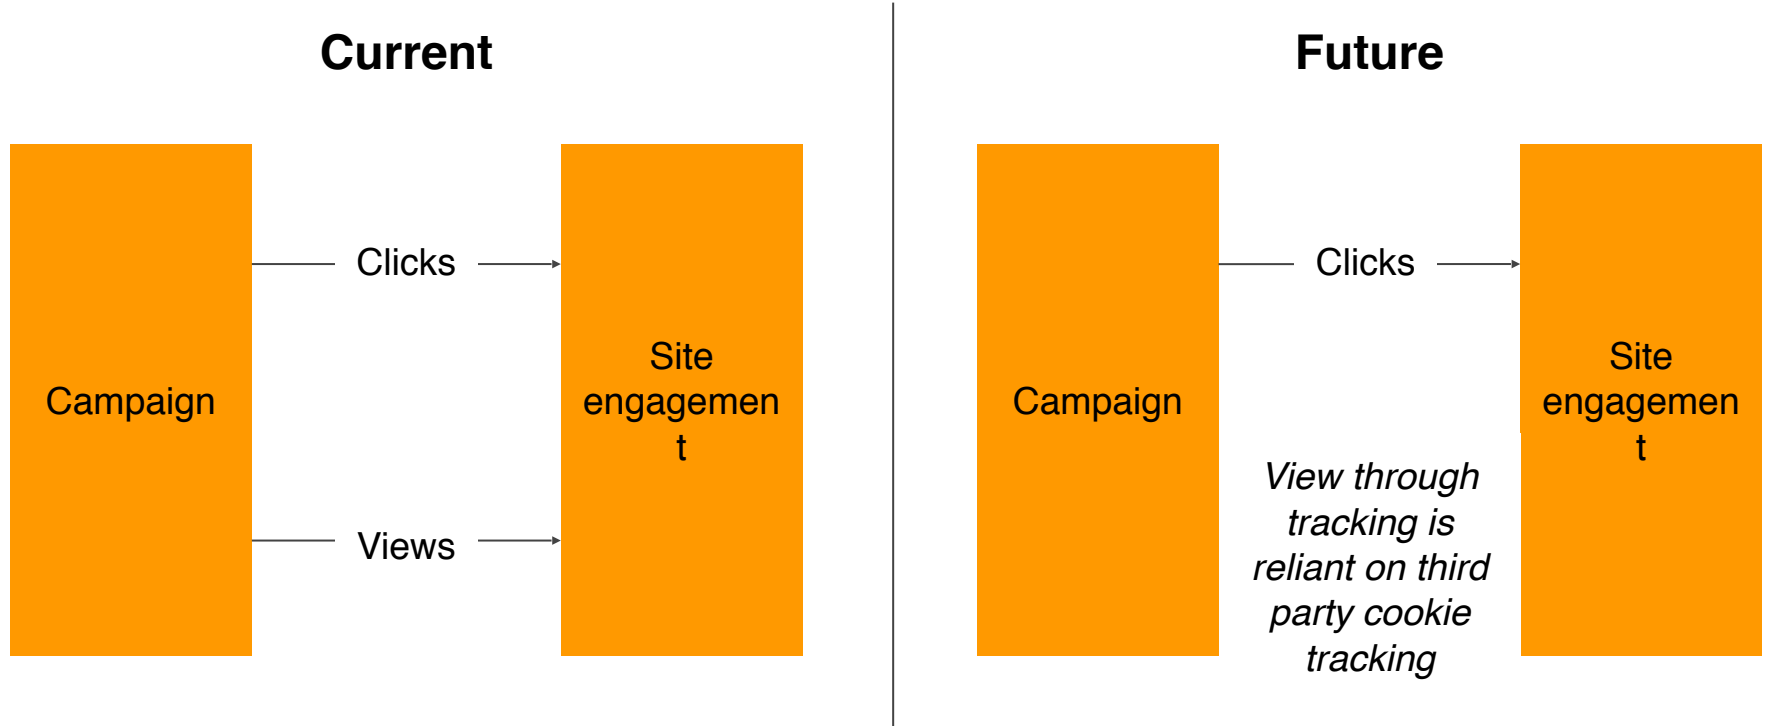 Current
Campaign
Clicks
Views
Site
engagemen
t
Future
Campaign
Clicks
View through
tracking is
reliant on third
party cookie
tracking
Site
engagemen
t